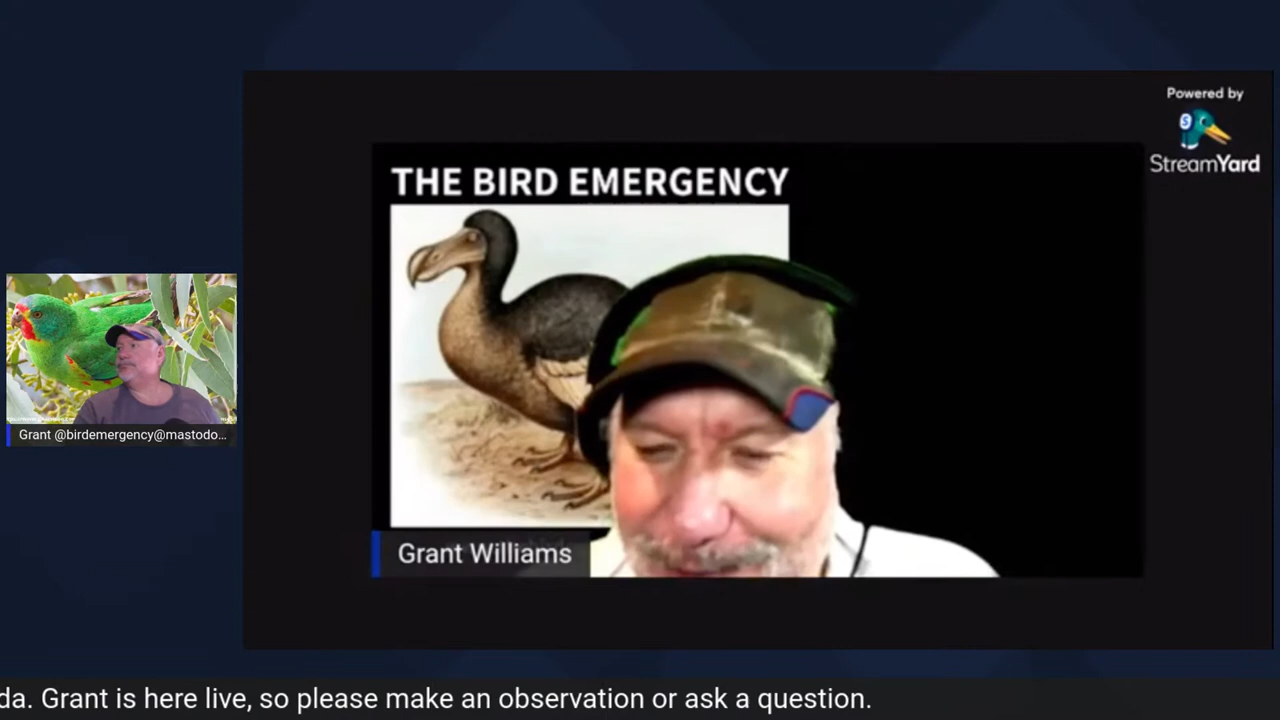 Powered by
StreamYard
THE BIRD EMERGENCY
Grant @birdemergency@mastodo...
Grant Williams
da. Grant is here live, so please make an observation or ask a question.